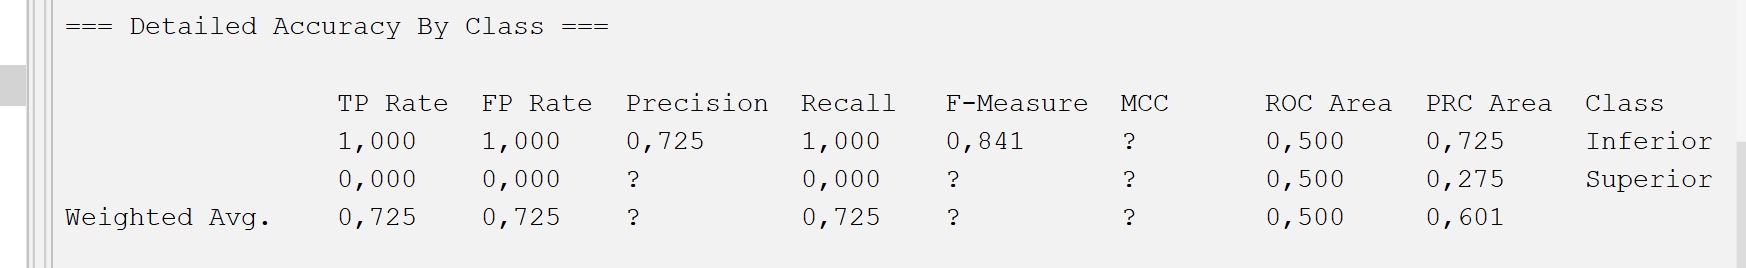 === Detailed Accuracy By Class ===
TP Rate FP Rate Precision Recall F-Measure MCC ROC Area PRC Area Class
1,000 1,000 0,725 1,000 0,841 ? 0,500 0,725 Inferior
0,000 0,000 ? 0,000 ? ? 0,500 0,275 Superior
Weighted Avg. 0,725 0,725 ? 0,725 ? ? 0,500 0,601